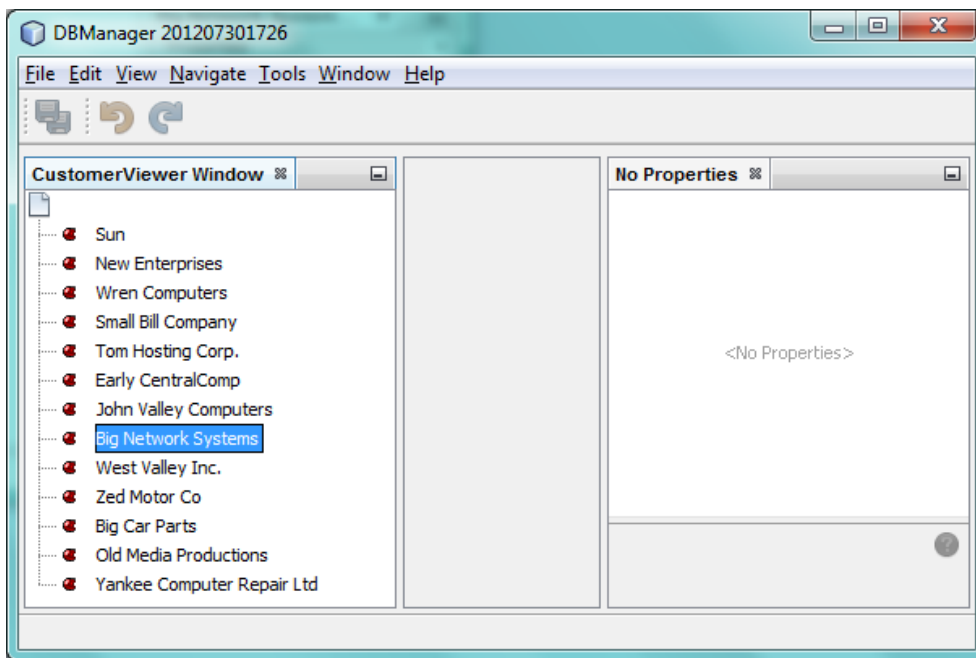 DBManager 201207301726
File Edit View Navigate Tools Window Help
CustomerViewer Window
No Properties
Sun
New Enterprises
Wren Computers
Small Bill Company
Tom Hosting Corp.
Early CentralComp
John Valley Computers
Big Network Systems
West Valley Inc.
Zed Motor Co
Big Car Parts
Old Media Productions
Yankee Computer Repair Ltd
<No Properties>
?